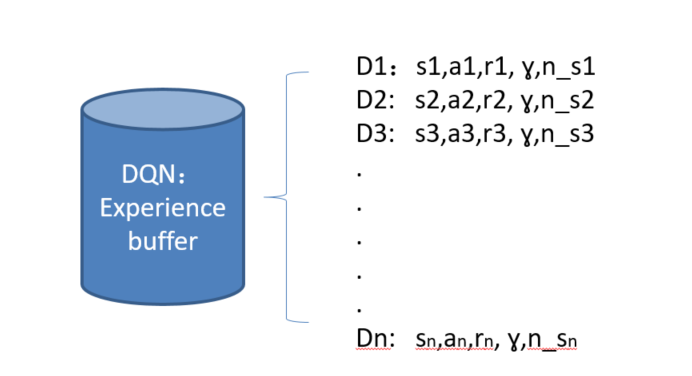 DQN：
Experience
buffer
D1：s1,a1,r1, ɣ,n_s1
D2: s2,a2,r2, ɣ,n_s2
D3: s3,a3,r3, ɣ,n_s3
.
.
.
.
.
Dn: sn,an,rn, ɣ,n_sn